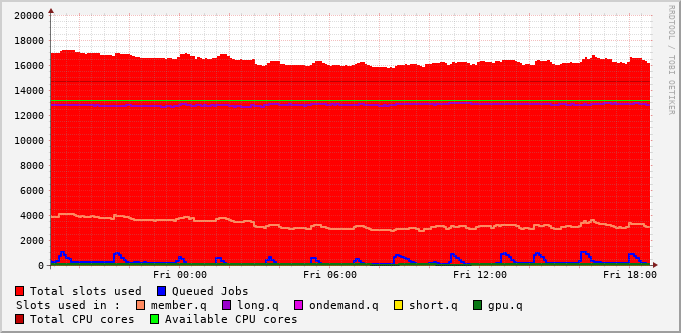 20000
18000
16000
14000
12000
10000
8000
6000
4000
2000
0
Fri 00:00 Fri 06:00 Fri 12:00 Fri 18:00
RRDTOOL / TOBI OETIKER
Total slots used Queued Jobs
Slots used in : member.q long.q ondemand.q short.q gpu.q
Total CPU cores Available CPU cores